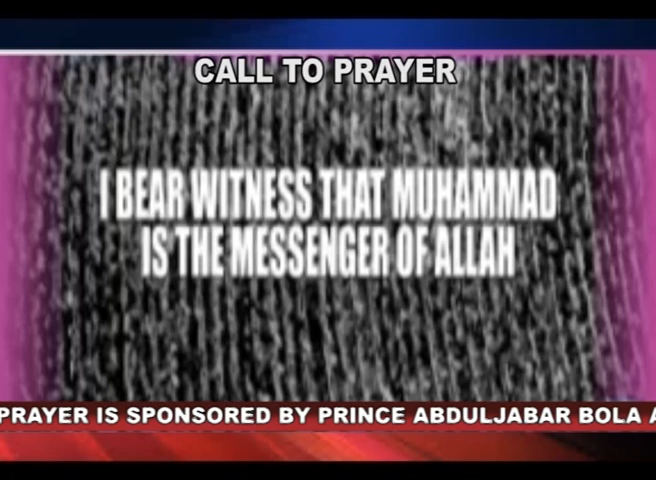 CALL TO PRAYER
I BEAR WITNESS THAT MUHAMMAD
IS THE MESSENGER OF ALLAH
PRAYER IS SPONSORED BY PRINCE ABDULJABAR BOLA A